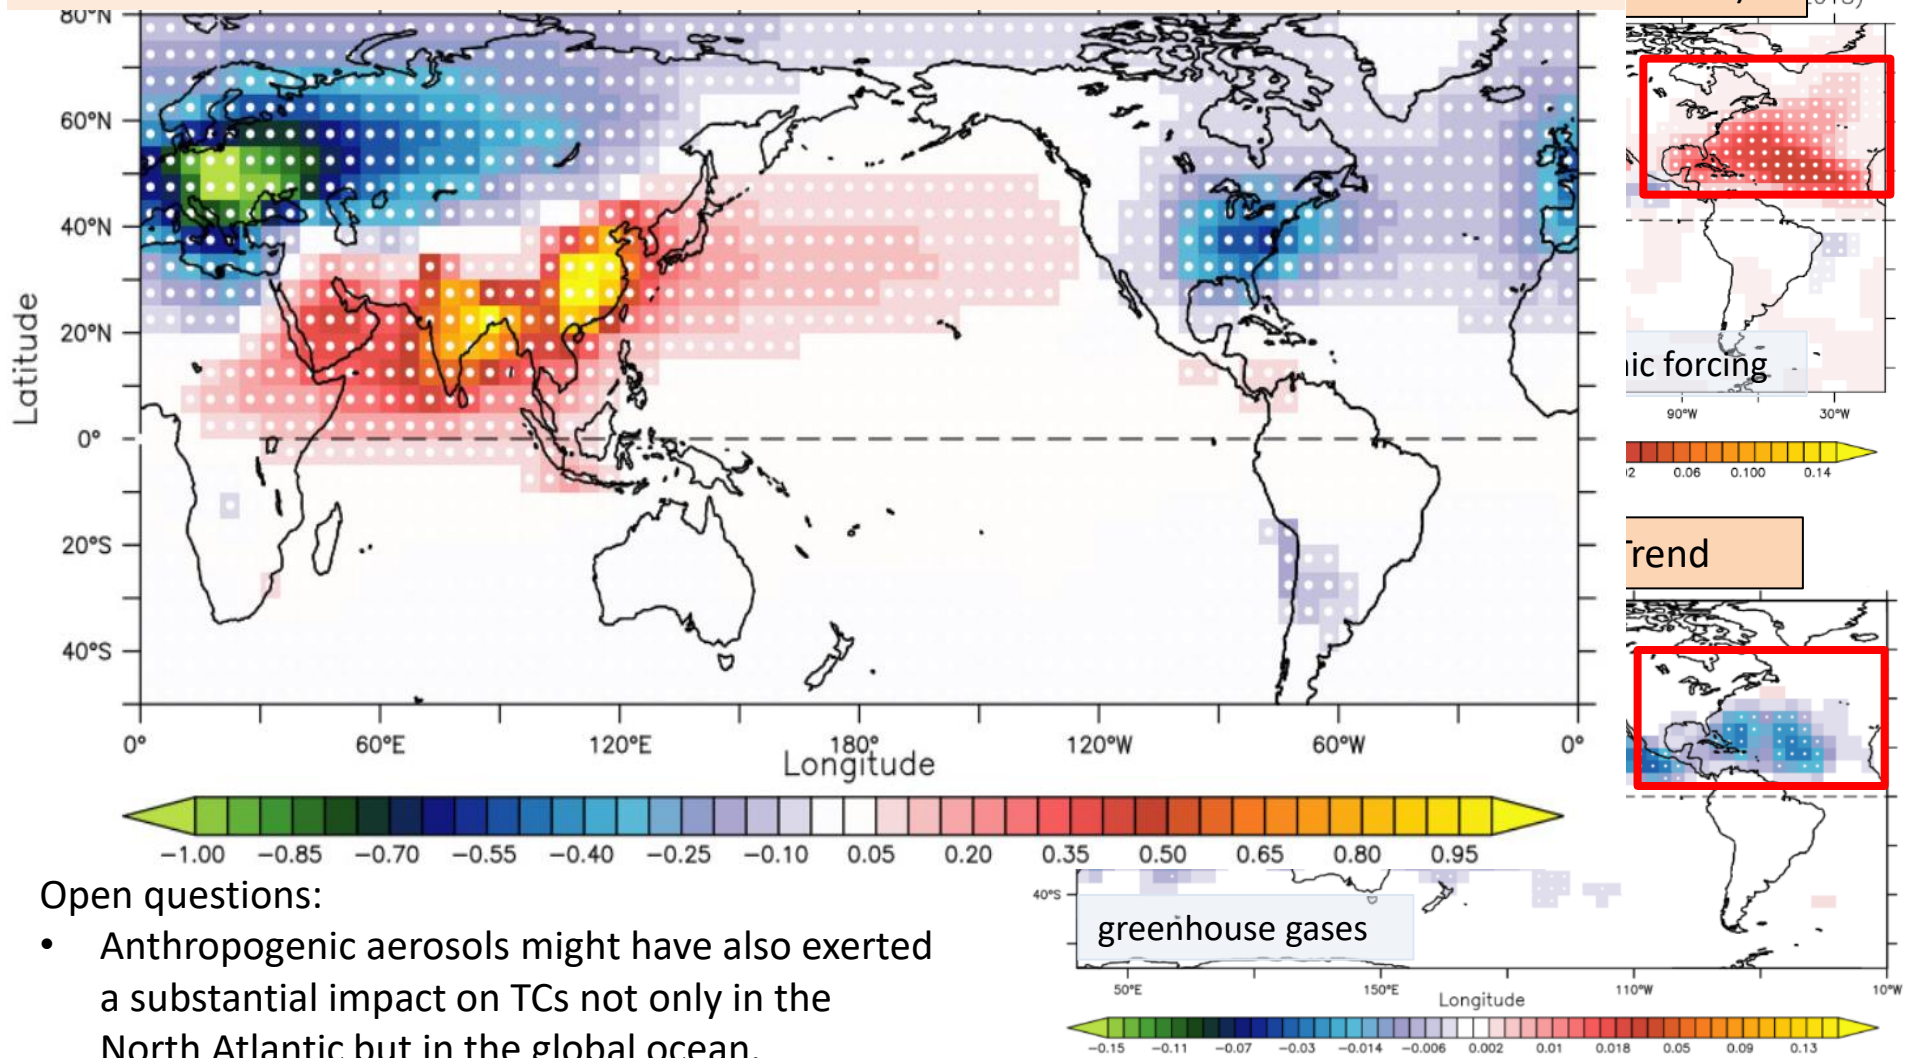 80°N
60°N
40°N
20°N
0°
20°S
40°S
Latitude
0° 60°E 120°E 180° 120°W 60°W 0°
Longitude
−1.00 −0.85 −0.70 −0.55 −0.40 −0.25 −0.10 0.05 0.20 0.35 0.50 0.65 0.80 0.95
Open questions:
• Anthropogenic aerosols might have also exerted
a substantial impact on TCs not only in the
North Atlantic but in the global ocean.
nic forcing
90°W 30°W
0.06 0.100 0.14
Trend
40°S
greenhouse gases
50°E 150°E 110°W 10°W
Longitude
−0.15 −0.11 −0.07 −0.03 −0.014 −0.006 0.002 0.01 0.018 0.05 0.09 0.13